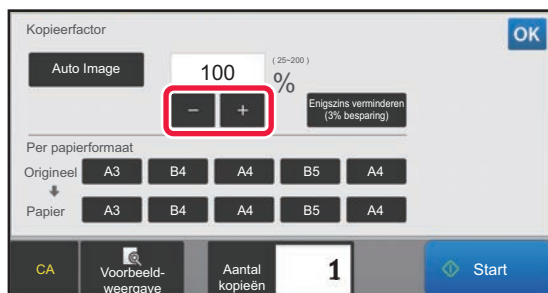 Kopieerfactor
OK
Auto Image
100
(25~200)
%
- +
Enigszins verminderen
(3% besparing)
Per papierformaat
Origineel A3 B4 A4 B5 A4
Papier A3 B4 A4 B5 A4
CA
Voorbeeld-
weergave
Aantal
kopieën
1
Start